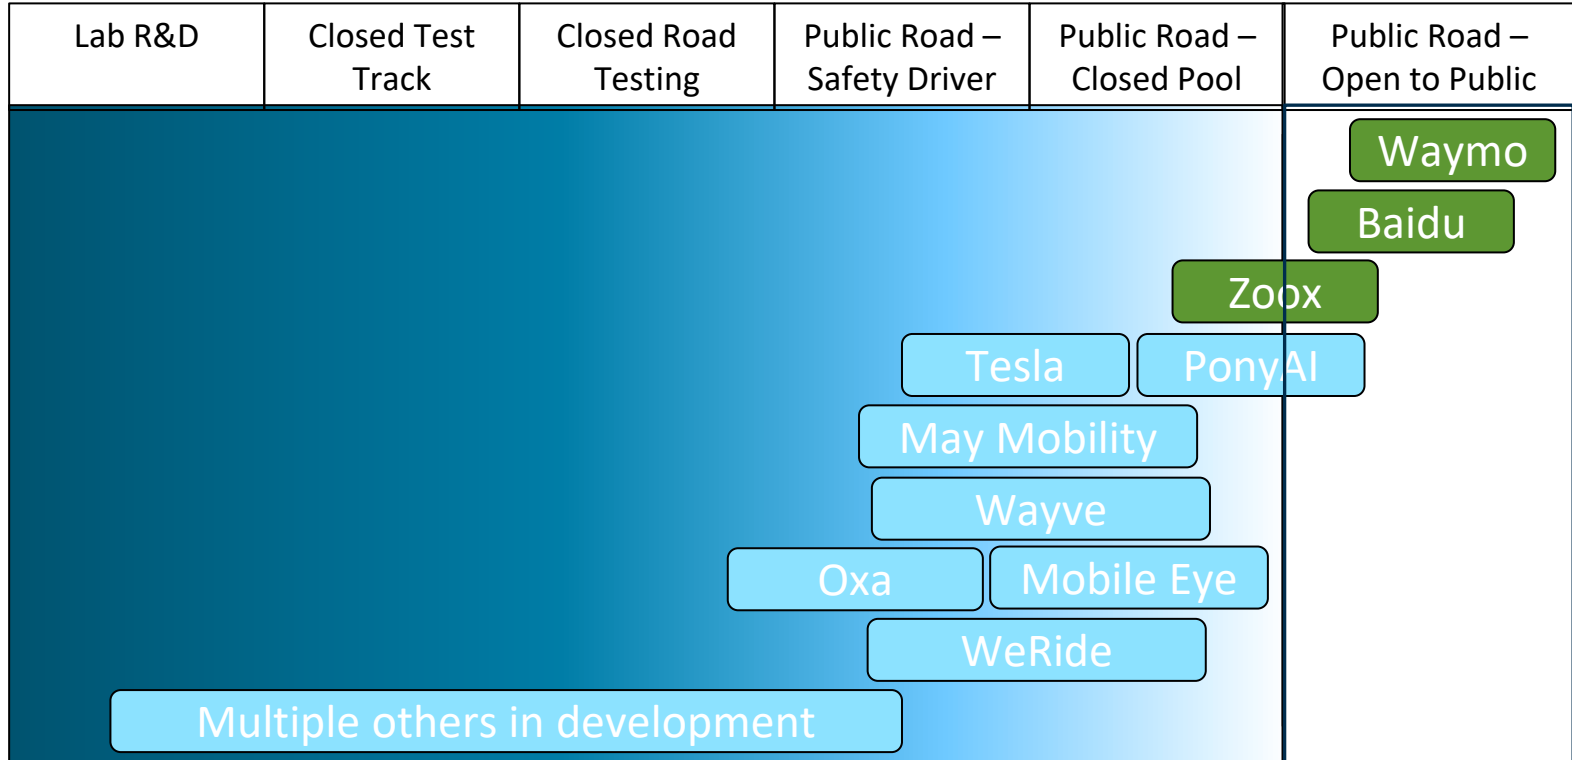 Lab R&D
Closed Test
Track
Closed Road
Testing
Public Road –
Safety Driver
Public Road –
Closed Pool
Public Road –
Open to Public
Waymo
Baidu
Zoox
Tesla
PonyAI
May Mobility
Wayve
Oxa
Mobile Eye
WeRide
Multiple others in development